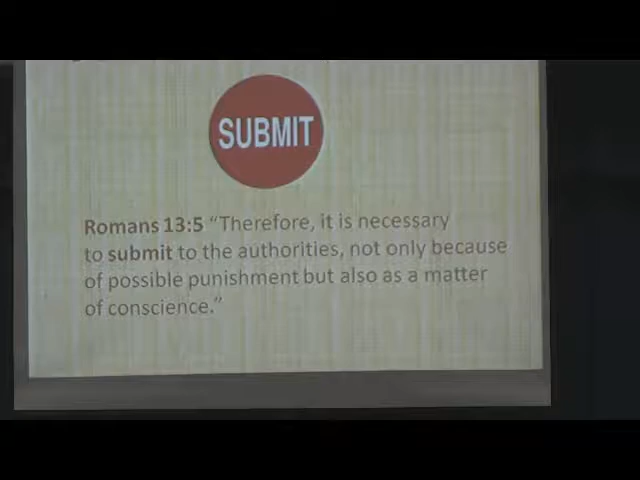 SUBMIT
Romans 13:5 “Therefore, it is necessary
to submit to the authorities, not only because
of possible punishment but also as a matter
of conscience.”